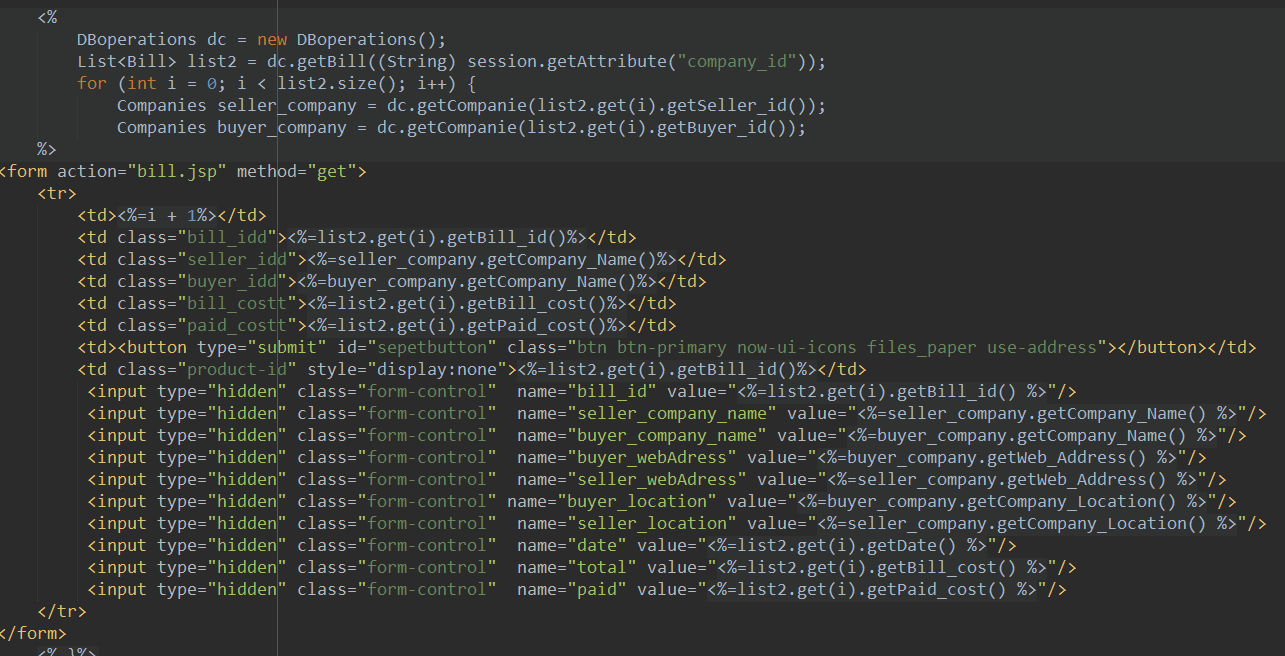 <%
DBoperations dc = new DBoperations();
List<Bill> list2 = dc.getBill((String) session.getAttribute("company_id"));
for (int i = 0; i < list2.size(); i++) {
Companies seller_company = dc.getCompanie(list2.get(i).getSeller_id());
Companies buyer_company = dc.getCompanie(list2.get(i).getBuyer_id());
%>
<form action="bill.jsp" method="get">
<tr>
<td><%=i + 1%></td>
<td class="bill_idd"><%=list2.get(i).getBill_id()%></td>
<td class="seller_idd"><%=seller_company.getCompany_Name()%></td>
<td class="buyer_idd"><%=buyer_company.getCompany_Name()%></td>
<td class="bill_costt"><%=list2.get(i).getBill_cost()%></td>
<td class="paid_costt"><%=list2.get(i).getPaid_cost()%></td>
<td><button type="submit" id="sepetbutton" class="btn btn-primary now-ui-icons files_paper use-address"></button></td>
<td class="product-id" style="display:none"><%=list2.get(i).getBill_id()%></td>
<input type="hidden" class="form-control" name="bill_id" value="<%=list2.get(i).getBill_id() %>"/>
<input type="hidden" class="form-control" name="seller_company_name" value="<%=seller_company.getCompany_Name() %>"/>
<input type="hidden" class="form-control" name="buyer_company_name" value="<%=buyer_company.getCompany_Name() %>"/>
<input type="hidden" class="form-control" name="buyer_webAdress" value="<%=buyer_company.getWeb_Address() %>"/>
<input type="hidden" class="form-control" name="seller_webAdress" value="<%=seller_company.getWeb_Address() %>"/>
<input type="hidden" class="form-control" name="buyer_location" value="<%=buyer_company.getCompany_Location() %>"/>
<input type="hidden" class="form-control" name="seller_location" value="<%=seller_company.getCompany_Location() %>"/>
<input type="hidden" class="form-control" name="date" value="<%=list2.get(i).getDate() %>"/>
<input type="hidden" class="form-control" name="total" value="<%=list2.get(i).getBill_cost() %>"/>
<input type="hidden" class="form-control" name="paid" value="<%=list2.get(i).getPaid_cost() %>"/>
</tr>
</form>
<% }%>